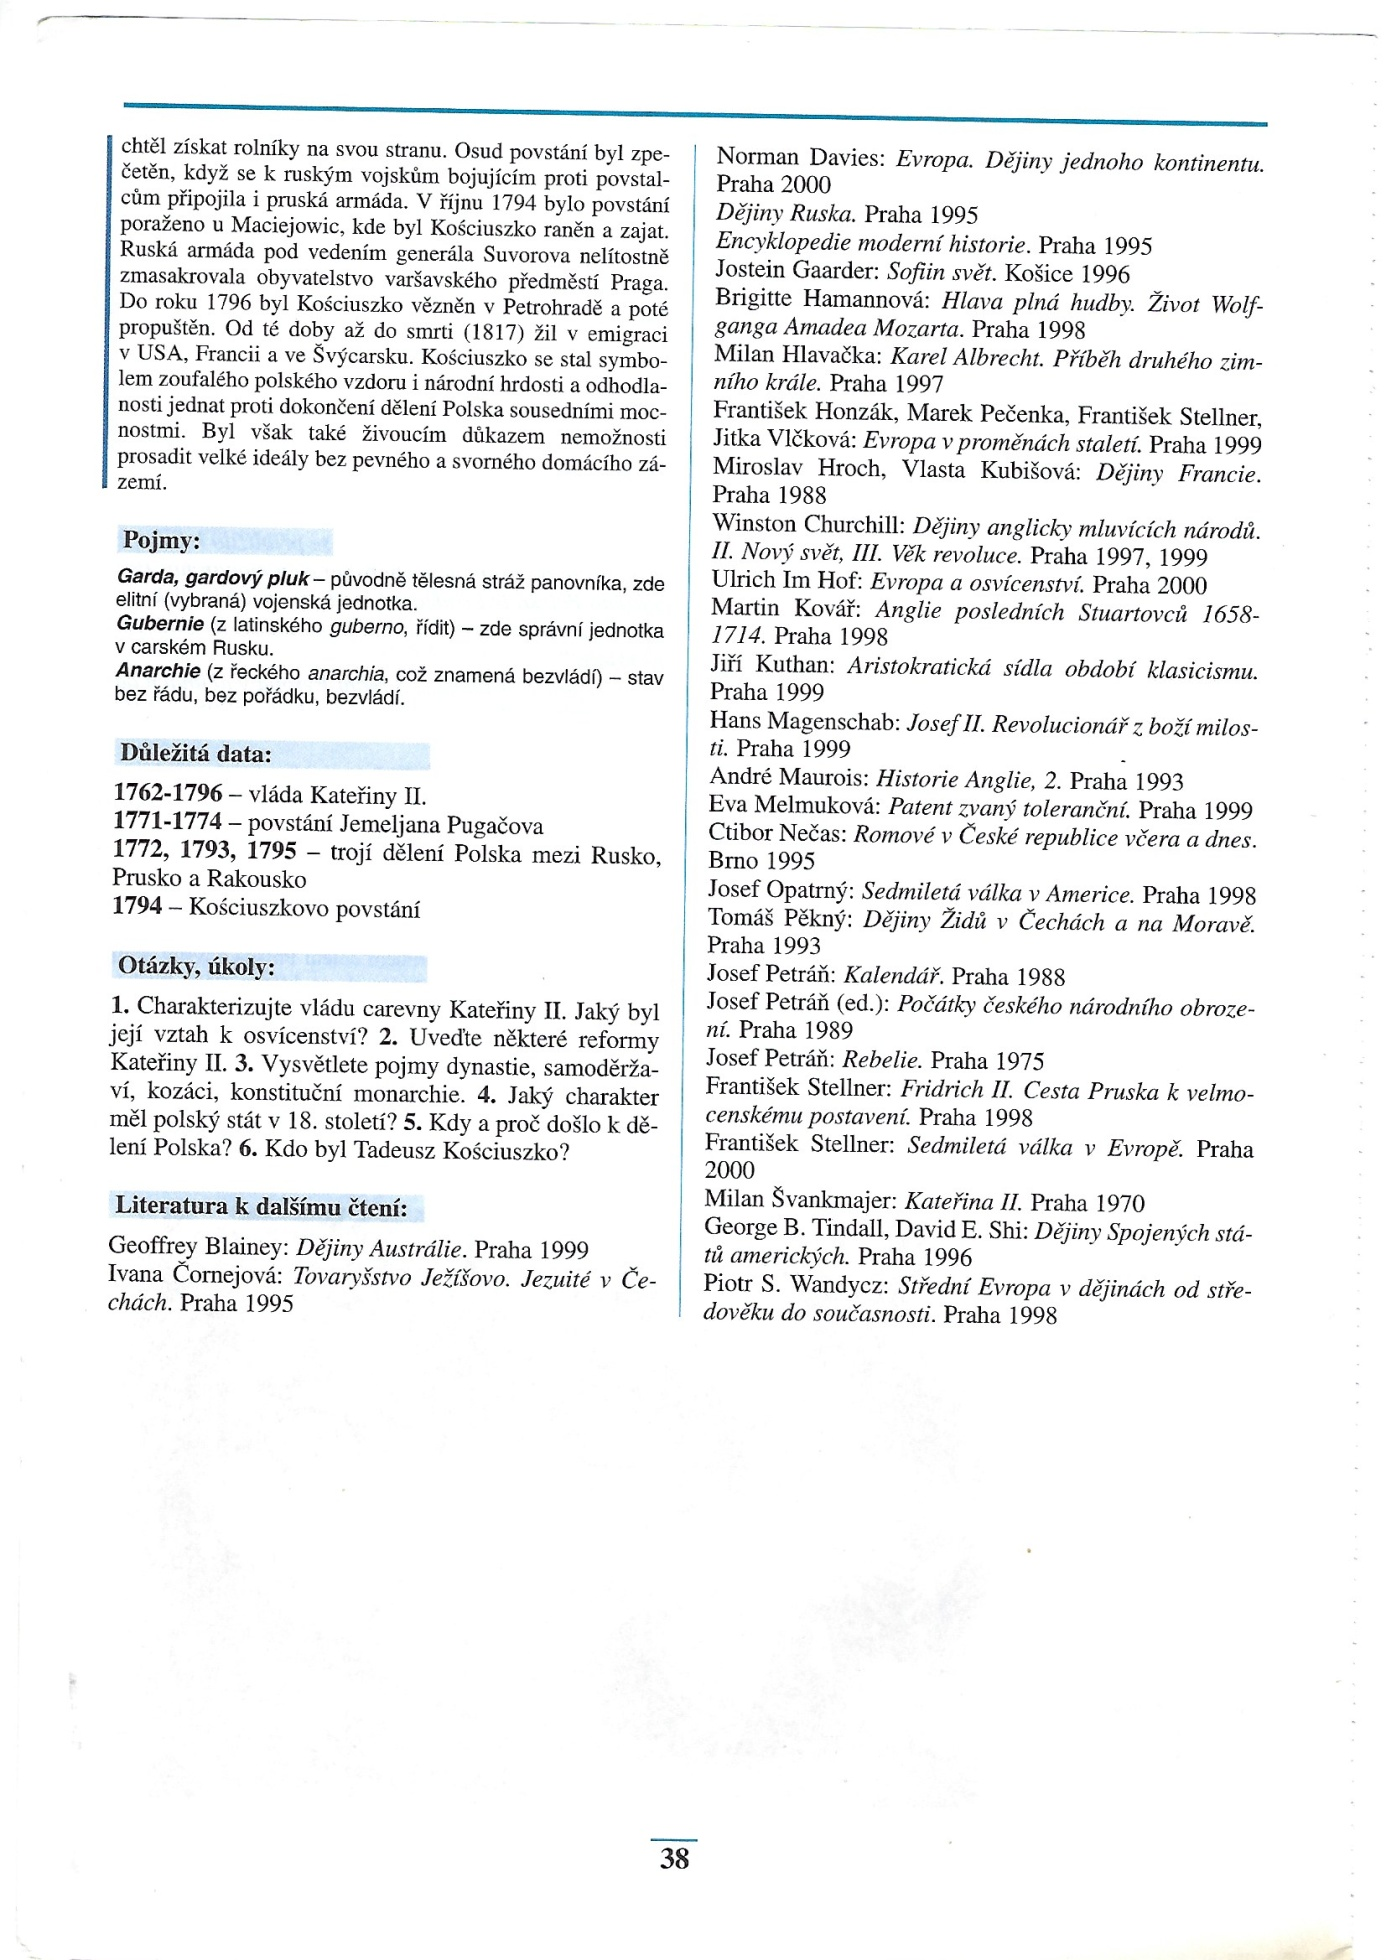 chtěl získat rolníky na svou stranu. Osud povstání byl zpe-
četěn, když se k ruským vojskům bojujícím proti povstal-
cům připojila i pruská armáda. V říjnu 1794 bylo povstání
poraženo u Maciejowic, kde byl Kościuszko raněn a zajat.
Ruská armáda pod vedením generála Suvorova nelítostně
zmasakrovala obyvatelstvo varšavského předměstí Praga.
Do roku 1796 byl Kościuszko vězněn v Petrohradě a poté
propuštěn. Od té doby až do smrti (1817) žil v emigraci
v USA, Francii a ve Švýcarsku. Kościuszko se stal symbo-
lem zoufalého polského vzdoru i národní hrdosti a odhodla-
nosti jednat proti dokončení dělení Polska sousedními moc-
nostmi. Byl však také živoucím důkazem nemožnosti
prosadit velké ideály bez pevného a svorného domácího zá-
zemí.
Pojmy:
Garda, gardový pluk – původně tělesná stráž panovníka, zde
elitní (vybraná) vojenská jednotka.
Gubernie (z latinského guberno, řídit) – zde správní jednotka
v carském Rusku.
Anarchie (z řeckého anarchia, což znamená bezvládí) – stav
bez řádu, bez pořádku, bezvládí.
Důležitá data:
1762-1796 – vláda Kateřiny II.
1771-1774 – povstání Jemeljana Pugačova
1772, 1793, 1795 – trojí dělení Polska mezi Rusko,
Prusko a Rakousko
1794 – Kościuszkovo povstání
Otázky, úkoly:
1. Charakterizujte vládu carevny Kateřiny II. Jaký byl
její vztah k osvícenství? 2. Uveďte některé reformy
Kateřiny II. 3. Vysvětlete pojmy dynastie, samoděržа-
ví, kozáci, konstituční monarchie. 4. Jaký charakter
měl polský stát v 18. století? 5. Kdy a proč došlo k dě-
lení Polska? 6. Kdo byl Tadeusz Kościuszko?
Literatura k dalšímu čtení:
Geoffrey Blainey: Dějiny Austrálie. Praha 1999
Ivana Čornejová: Tovaryšstvo Ježíšovo. Jezuité v Če-
chách. Praha 1995
Norman Davies: Evropa. Dějiny jednoho kontinentu.
Praha 2000
Dějiny Ruska. Praha 1995
Encyklopedie moderní historie. Praha 1995
Jostein Gaarder: Sofiin svět. Košice 1996
Brigitte Hamannová: Hlava plná hudby. Život Wolf-
ganga Amadea Mozarta. Praha 1998
Milan Hlavačka: Karel Albrecht. Příběh druhého zim-
ního krále. Praha 1997
František Honzák, Marek Pečenka, František Stellner,
Jitka Vlčková: Evropa v proměnách staletí. Praha 1999
Miroslav Hroch, Vlasta Kubišová: Dějiny Francie.
Praha 1988
Winston Churchill: Dějiny anglicky mluvících národů.
II. Nový svět, III. Věk revoluce. Praha 1997, 1999
Ulrich Im Hof: Evropa a osvícenství. Praha 2000
Martin Kovář: Anglie posledních Stuartovců 1658-
1714. Praha 1998
Jiří Kuthan: Aristokratická sídla období klasicismu.
Praha 1999
Hans Magenschab: Josef II. Revolucionář z boží milos-
ti. Praha 1999
André Maurois: Historie Anglie, 2. Praha 1993
Eva Melmuková: Patent zvaný toleranční. Praha 1999
Ctibor Nečas: Romové v České republice včera a dnes.
Brno 1995
Josef Opatrný: Sedmiletá válka v Americe. Praha 1998
Tomáš Pěkný: Dějiny Židů v Čechách a na Moravě.
Praha 1993
Josef Petráň: Kalendář. Praha 1988
Josef Petráň (ed.): Počátky českého národního obroze-
ní. Praha 1989
Josef Petráň: Rebelie. Praha 1975
František Stellner: Fridrich II. Cesta Pruska k velmo-
censkému postavení. Praha 1998
František Stellner: Sedmiletá válka v Evropě. Praha
2000
Milan Švankmajer: Kateřina II. Praha 1970
George B. Tindall, David E. Shi: Dějiny Spojených stá-
tů amerických. Praha 1996
Piotr S. Wandycz: Střední Evropa v dějinách od stře-
dověku do současnosti. Praha 1998
38